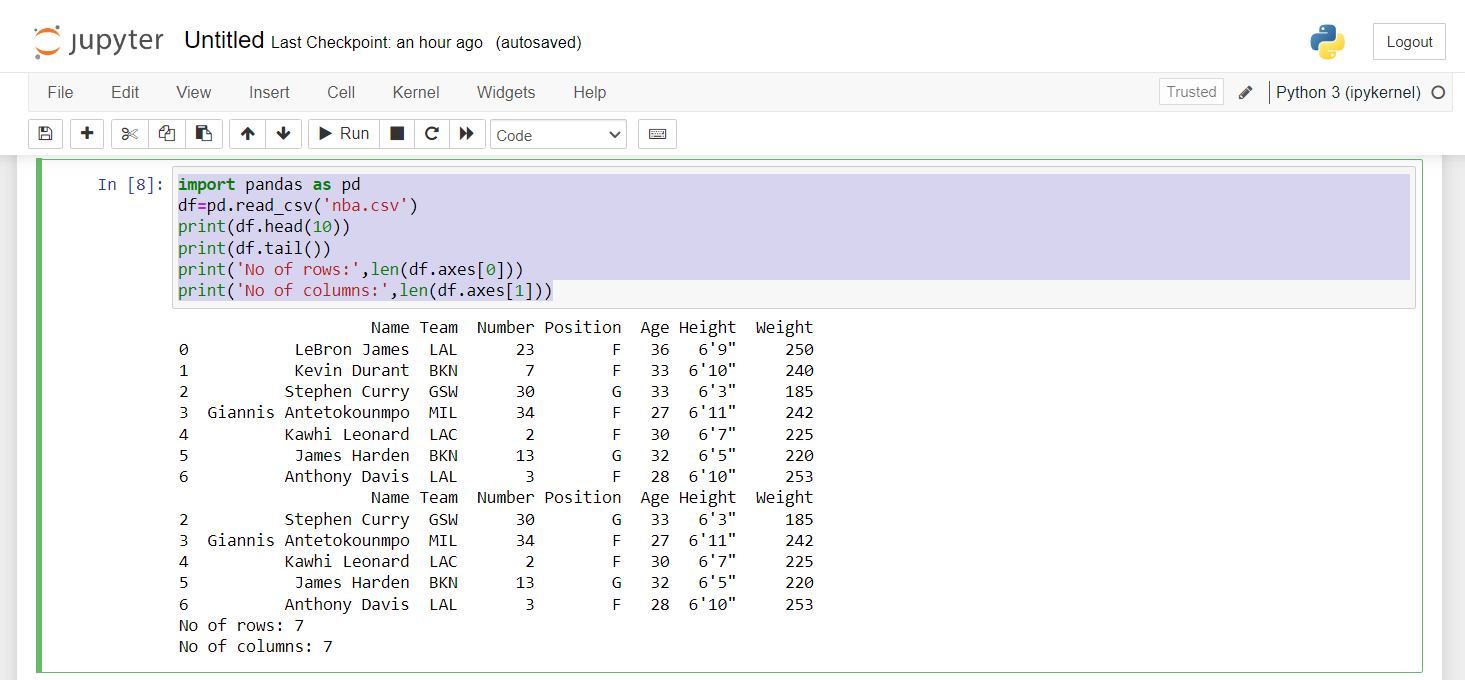 jupyter Untitled Last Checkpoint: an hour ago (autosaved) Logout
File Edit View Insert Cell Kernel Widgets Help Trusted Python 3 (ipykernel)
Run Code
In [8]: import pandas as pd
df=pd.read_csv('nba.csv')
print(df.head(10))
print(df.tail())
print('No of rows:',len(df.axes[0]))
print('No of columns:',len(df.axes[1]))
Name Team Number Position Age Height Weight
0 LeBron James LAL 23 F 36 6'9" 250
1 Kevin Durant BKN 7 F 33 6'10" 240
2 Stephen Curry GSW 30 G 33 6'3" 185
3 Giannis Antetokounmpo MIL 34 F 27 6'11" 242
4 Kawhi Leonard LAC 2 F 30 6'7" 225
5 James Harden BKN 13 G 32 6'5" 220
6 Anthony Davis LAL 3 F 28 6'10" 253
Name Team Number Position Age Height Weight
2 Stephen Curry GSW 30 G 33 6'3" 185
3 Giannis Antetokounmpo MIL 34 F 27 6'11" 242
4 Kawhi Leonard LAC 2 F 30 6'7" 225
5 James Harden BKN 13 G 32 6'5" 220
6 Anthony Davis LAL 3 F 28 6'10" 253
No of rows: 7
No of columns: 7